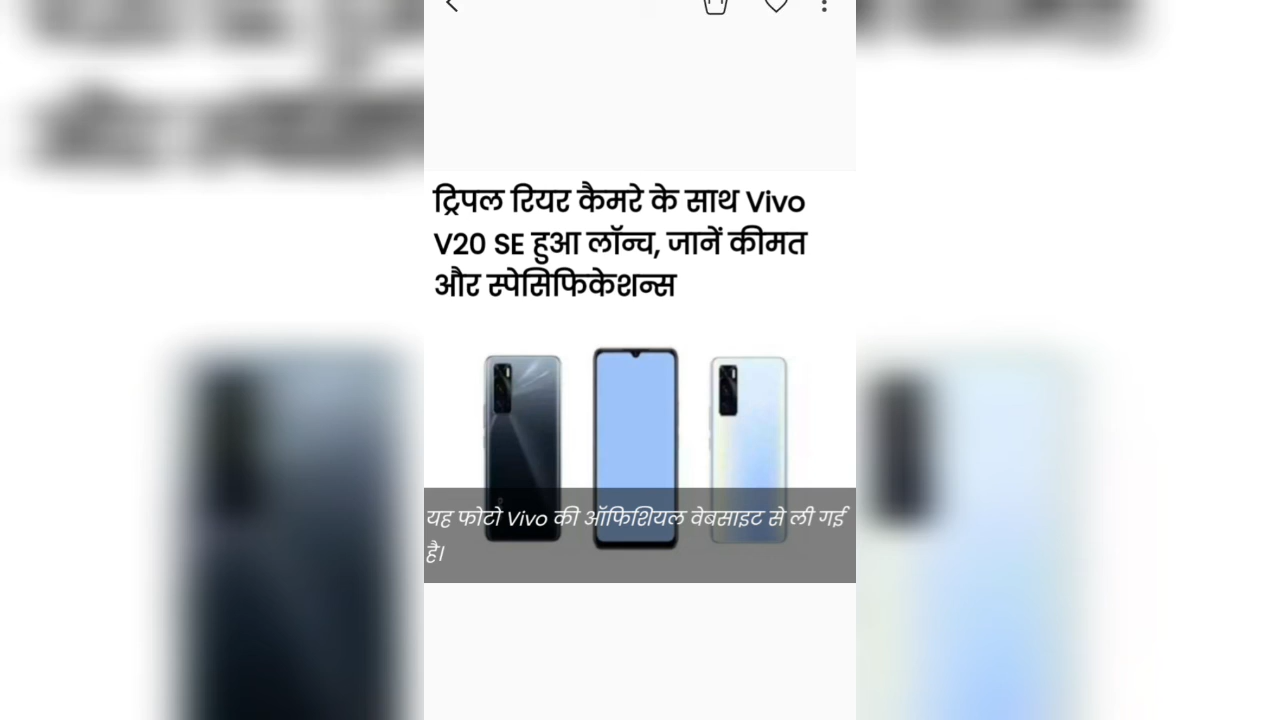 ट्रिपल रियर कैमरे के साथ Vivo
V20 SE हुआ लॉन्च, जानें कीमत
और स्पेसिफिकेशन्स
यह फोटो Vivo की ऑफिशियल वेबसाइट से ली गई
है।